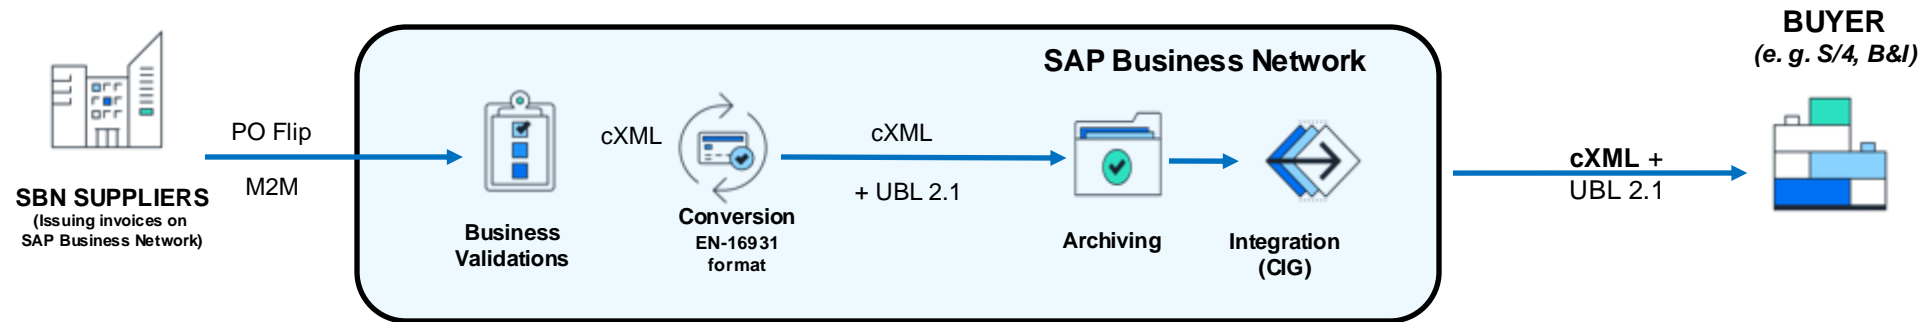 SBN SUPPLIERS
(Issuing invoices on
SAP Business Network)
PO Flip
M2M
SAP Business Network
Business
Validations
cXML
Conversion
EN-16931
format
cXML
+ UBL 2.1
Archiving
Integration
(CIG)
cXML +
UBL 2.1
BUYER
(e. g. S/4, B&I)